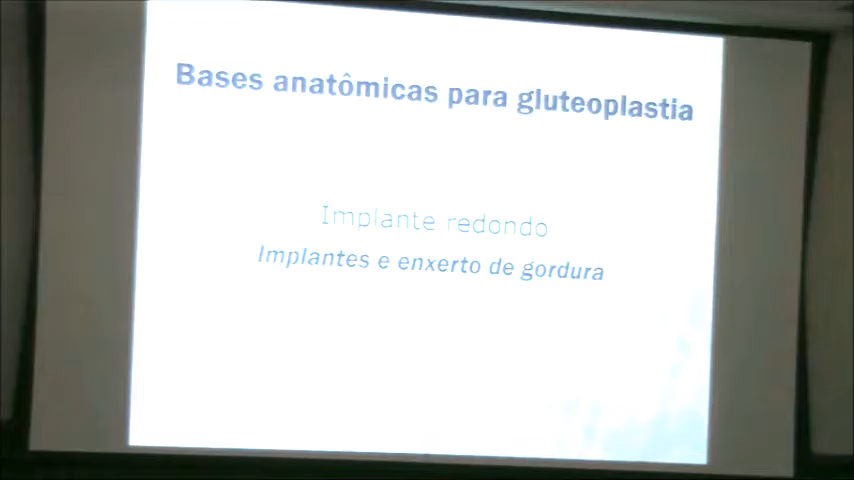 Bases anatômicas para gluteoplastia
Implante redondo
Implantes e enxerto de gordura